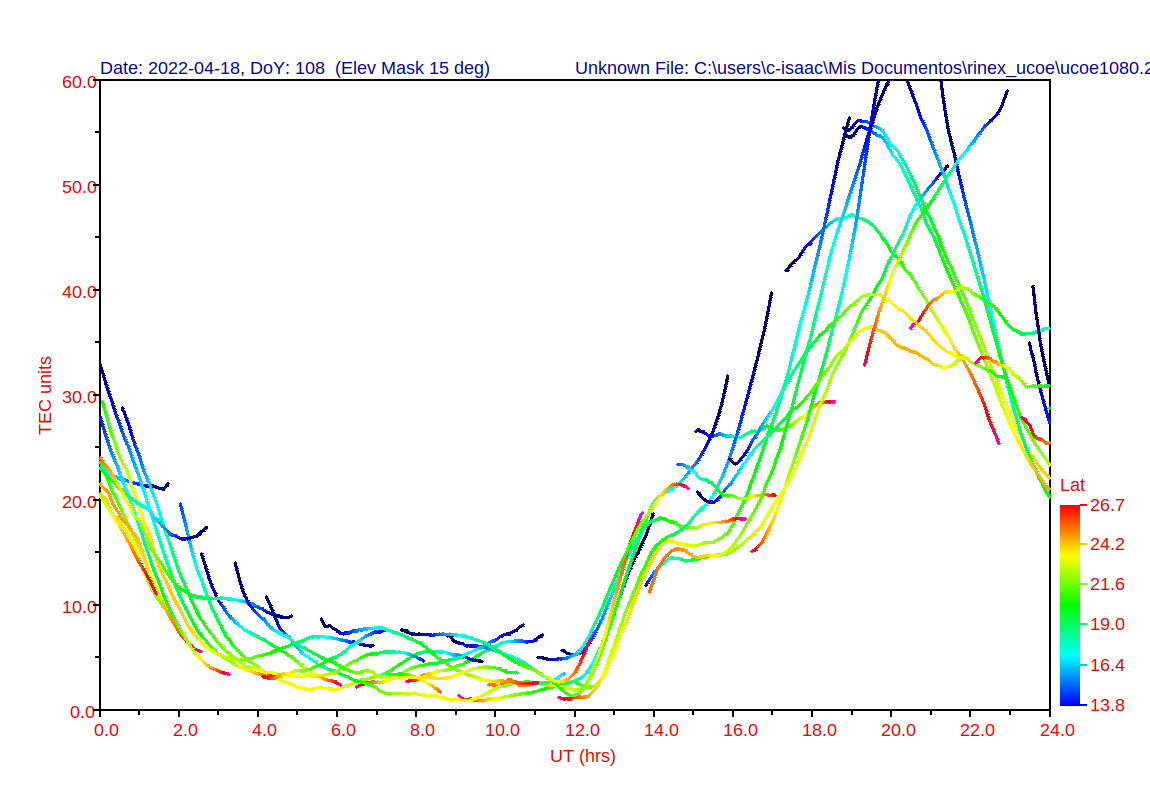 Date: 2022-04-18, DoY: 108 (Elev Mask 15 deg) Unknown File: C:\users\c-isaac\Mis Documentos\rinex_ucoe\ucoe1080.2
60.0
50.0
40.0
30.0
20.0
10.0
0.0
TEC units
0.0 2.0 4.0 6.0 8.0 10.0 12.0 14.0 16.0 18.0 20.0 22.0 24.0
UT (hrs)
Lat
26.7
24.2
21.6
19.0
16.4
13.8